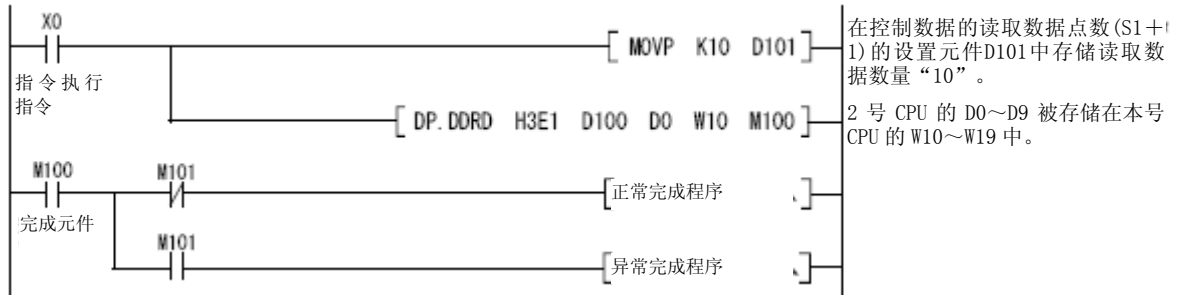 X0
MOVP K10 D101
在控制数据的读取数据点数(S1＋
1)的设置元件D101中存储读取数
据数量“10”。
指令执行
指令
DP.DDRD H3E1 D100 D0 W10 M100
2 号 CPU 的 D0～D9 被存储在本号
CPU 的 W10～W19 中。
M100
M101
正常完成程序
完成元件
M101
异常完成程序